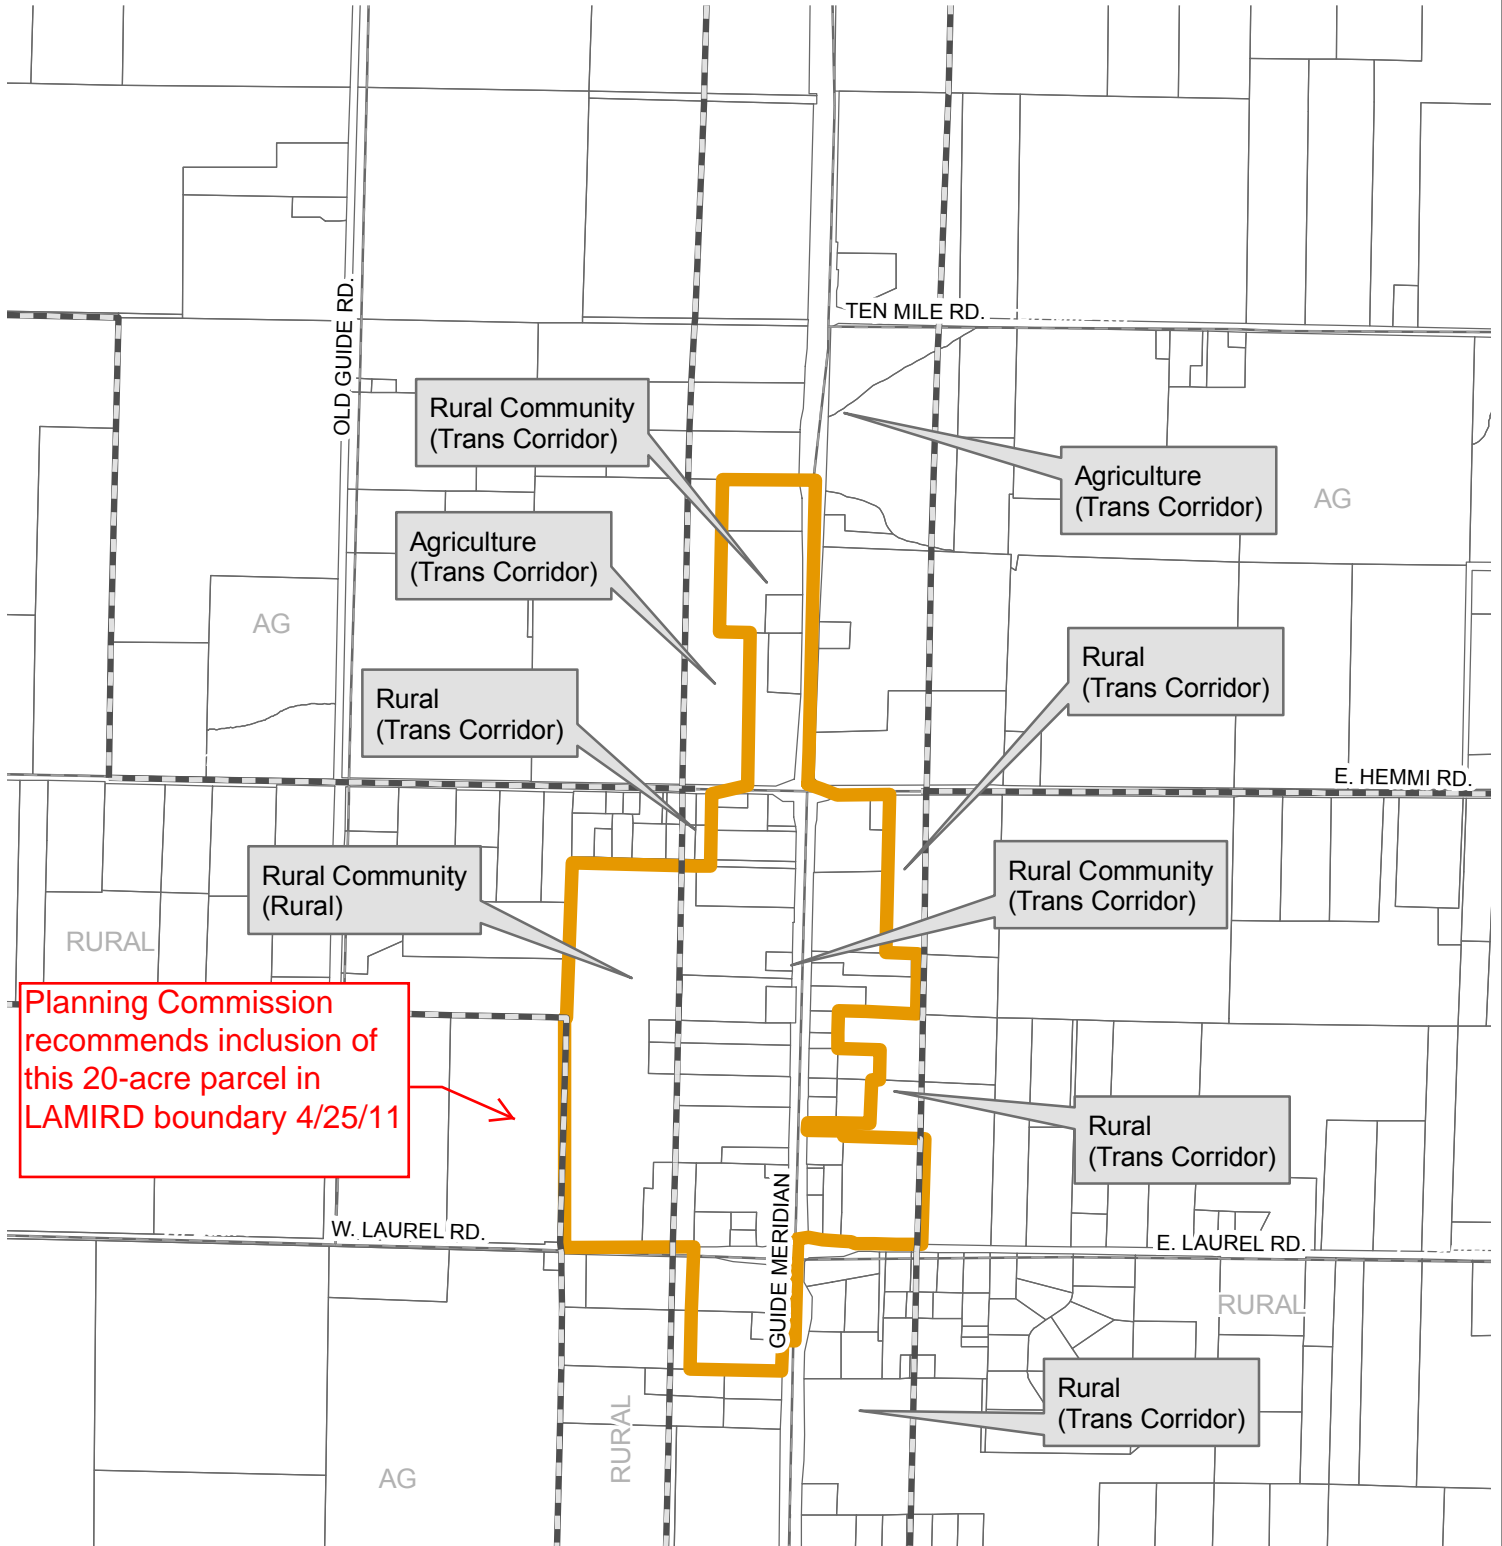 TEN MILE RD.
OLD GUIDE RD.
Rural Community
(Trans Corridor)
Agriculture
(Trans Corridor)
AG
Agriculture
(Trans Corridor)
AG
Rural
(Trans Corridor)
Rural
(Trans Corridor)
E. HEMMI RD.
Rural Community
(Rural)
Rural Community
(Trans Corridor)
RURAL
Planning Commission
recommends inclusion of
this 20-acre parcel in
LAMIRD boundary 4/25/11
Rural
(Trans Corridor)
W. LAUREL RD.
GUIDE MERIDIAN
E. LAUREL RD.
RURAL
Rural
(Trans Corridor)
RURAL
AG